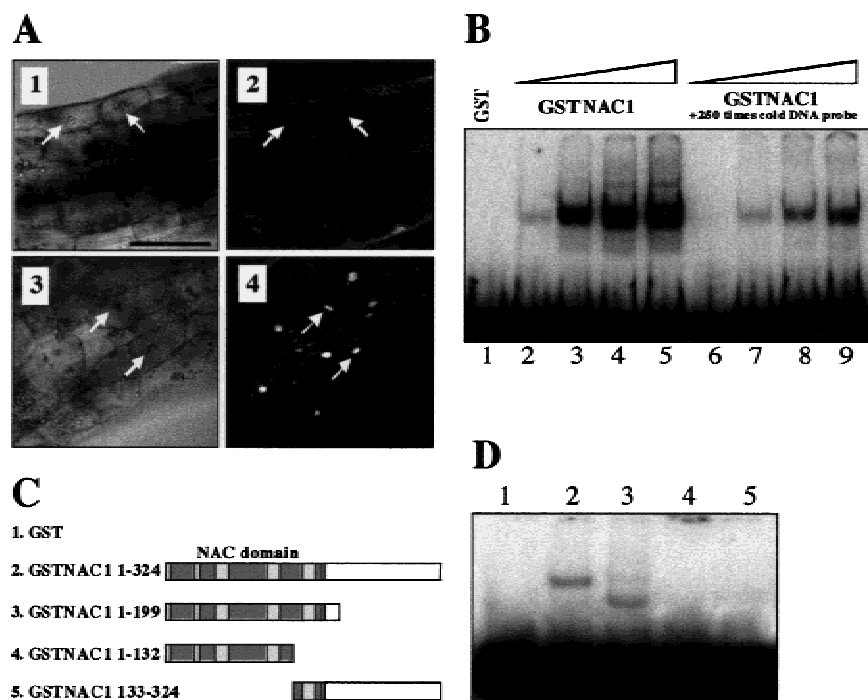 A
1
2
3
4
B
GST
GSTNAC1
GSTNAC1
+250 times cold DNA probe
1 2 3 4 5 6 7 8 9
C
1. GST
NAC domain
2. GSTNAC1 1-324
3. GSTNAC1 1-199
4. GSTNAC1 1-132
5. GSTNAC1 133-324
D
1 2 3 4 5